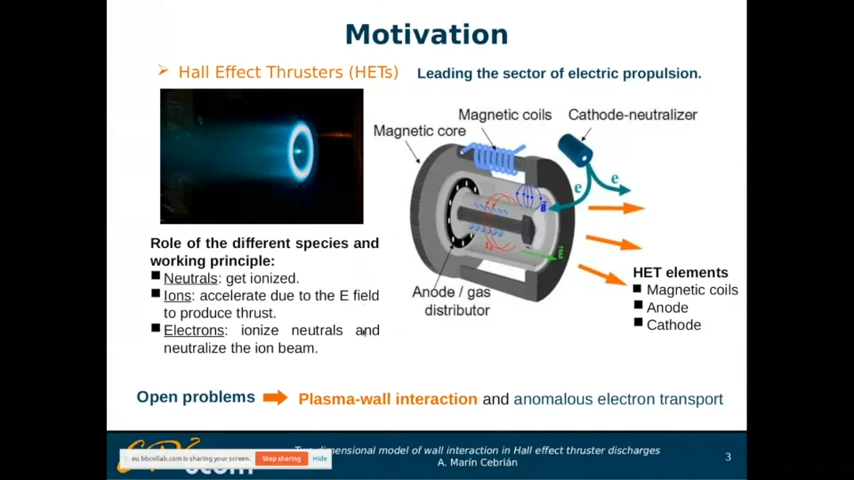 Motivation
➢ Hall Effect Thrusters (HETs)
Leading the sector of electric propulsion.
Magnetic coils
Cathode-neutralizer
Magnetic core
e
e
B
Anode / gas
distributor
Role of the different species and
working principle:
■ Neutrals: get ionized.
■ Ions: accelerate due to the E field
to produce thrust.
■ Electrons: ionize neutrals and
neutralize the ion beam.
HET elements
■ Magnetic coils
■ Anode
■ Cathode
Open problems
Plasma-wall interaction and anomalous electron transport
dimensional model of wall interaction in Hall effect thruster discharges
A. Marín Cebrián
3
eu.bbcollab.com is sharing your screen.
Stop sharing
Hide